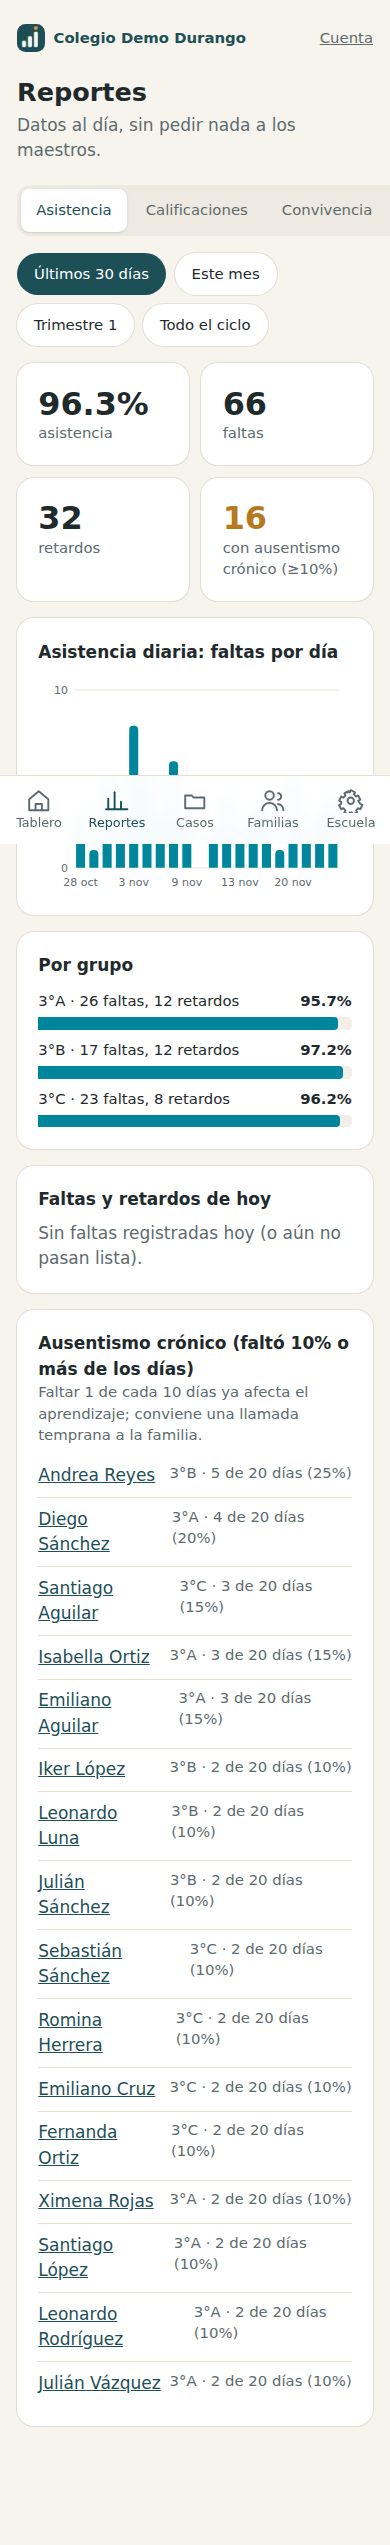 Colegio Demo Durango
Cuenta
Reportes
Datos al día, sin pedir nada a los
maestros.
Asistencia
Calificaciones
Convivencia
Últimos 30 días
Este mes
Trimestre 1
Todo el ciclo
96.3%
asistencia
66
faltas
32
retardos
16
con ausentismo
crónico (≥10%)
Asistencia diaria: faltas por día
10
Tablero
Reportes
Casos
Familias
Escuela
0
28 oct
3 nov
9 nov
13 nov
20 nov
Por grupo
3°A · 26 faltas, 12 retardos
95.7%
3°B · 17 faltas, 12 retardos
97.2%
3°C · 23 faltas, 8 retardos
96.2%
Faltas y retardos de hoy
Sin faltas registradas hoy (o aún no
pasan lista).
Ausentismo crónico (faltó 10% o
más de los días)
Faltar 1 de cada 10 días ya afecta el
aprendizaje; conviene una llamada
temprana a la familia.
Andrea Reyes
3°B · 5 de 20 días (25%)
Diego
Sánchez
3°A · 4 de 20 días
(20%)
Santiago
Aguilar
3°C · 3 de 20 días
(15%)
Isabella Ortiz
3°A · 3 de 20 días (15%)
Emiliano
Aguilar
3°A · 3 de 20 días
(15%)
Iker López
3°B · 2 de 20 días (10%)
Leonardo
Luna
3°B · 2 de 20 días
(10%)
Julián
Sánchez
3°B · 2 de 20 días
(10%)
Sebastián
Sánchez
3°C · 2 de 20 días
(10%)
Romina
Herrera
3°C · 2 de 20 días
(10%)
Emiliano Cruz
3°C · 2 de 20 días (10%)
Fernanda
Ortiz
3°C · 2 de 20 días
(10%)
Ximena Rojas
3°A · 2 de 20 días (10%)
Santiago
López
3°A · 2 de 20 días
(10%)
Leonardo
Rodríguez
3°A · 2 de 20 días
(10%)
Julián Vázquez
3°A · 2 de 20 días (10%)